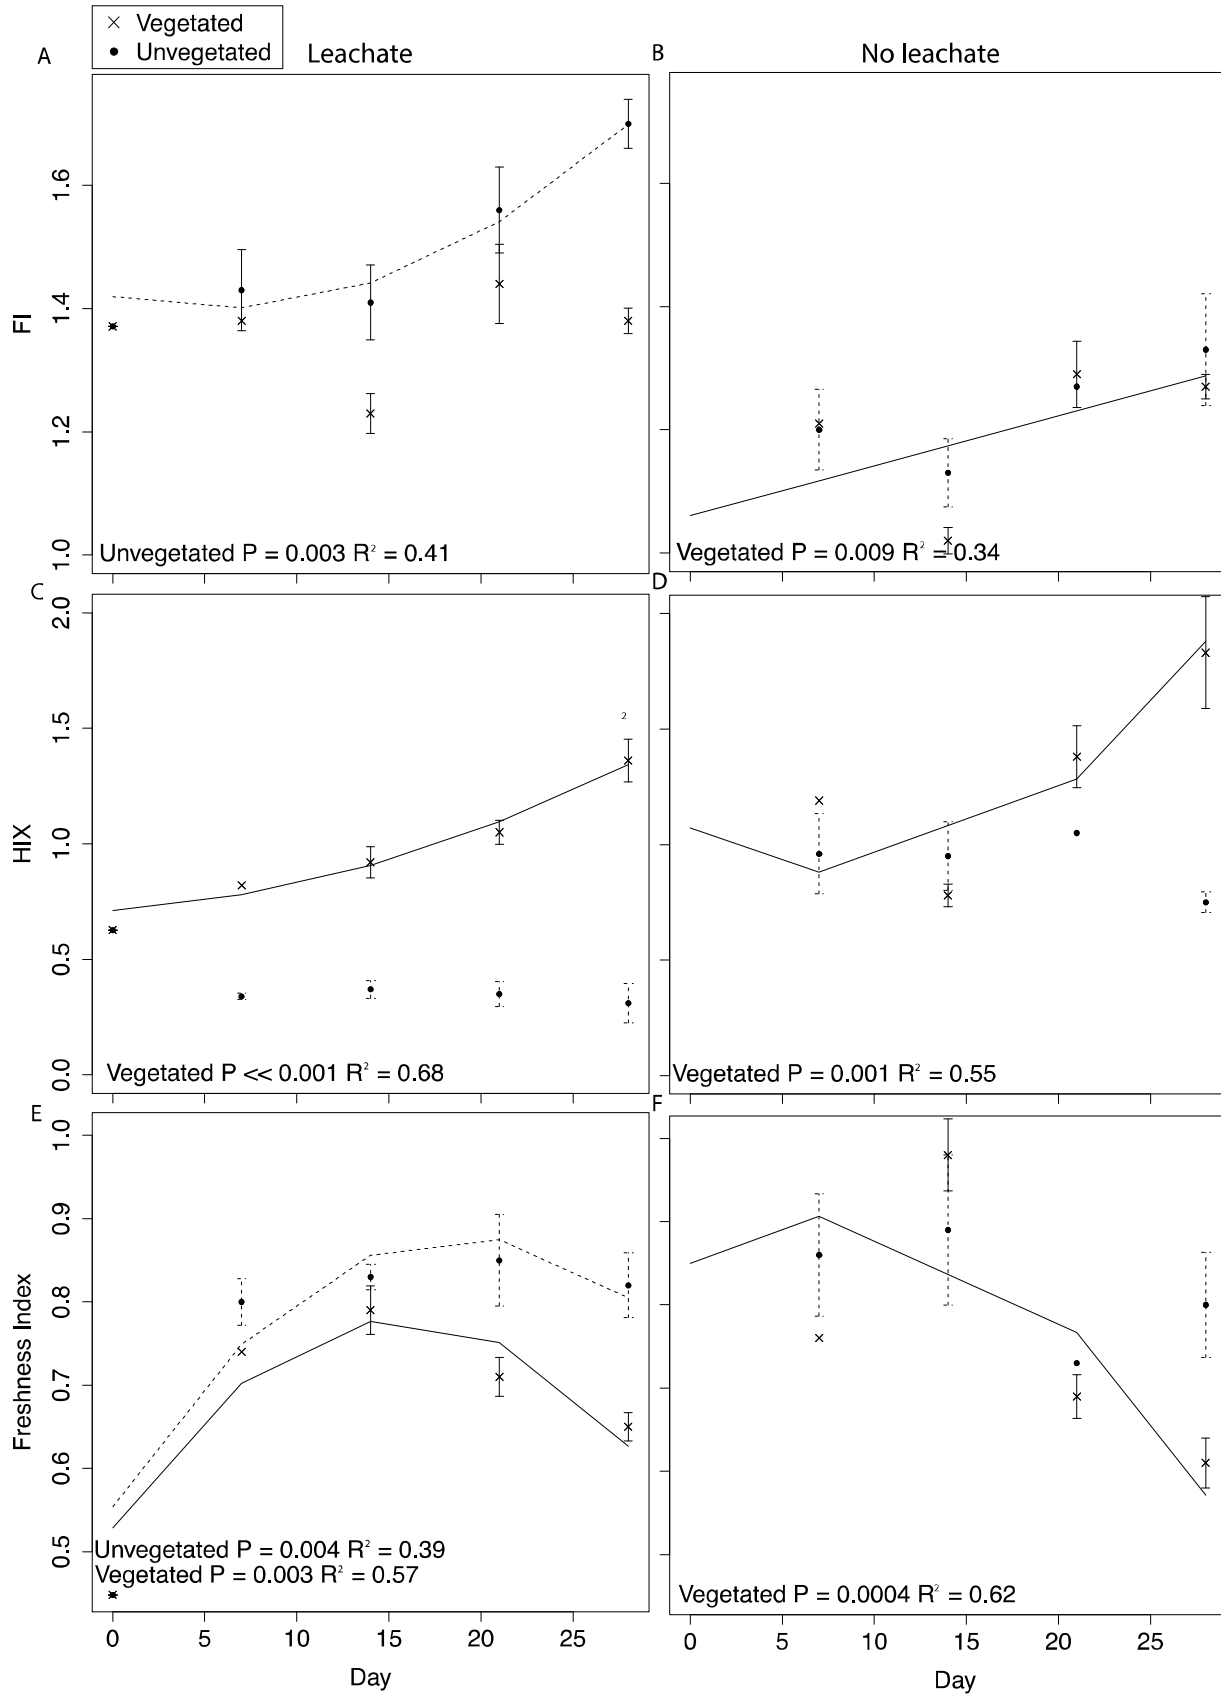 × Vegetated
• Unvegetated
A
Leachate
B
No leachate
FI
1.6
1.4
1.2
1.0
Unvegetated P = 0.003 R² = 0.41
Vegetated P = 0.009 R² = 0.34
C
D
HIX
2.0
1.5
1.0
0.5
0.0
2
Vegetated P << 0.001 R² = 0.68
Vegetated P = 0.001 R² = 0.55
E
F
Freshness Index
1.0
0.9
0.8
0.7
0.6
0.5
Unvegetated P = 0.004 R² = 0.39
Vegetated P = 0.003 R² = 0.57
Vegetated P = 0.0004 R² = 0.62
0 5 10 15 20 25
0 5 10 15 20 25
Day
Day